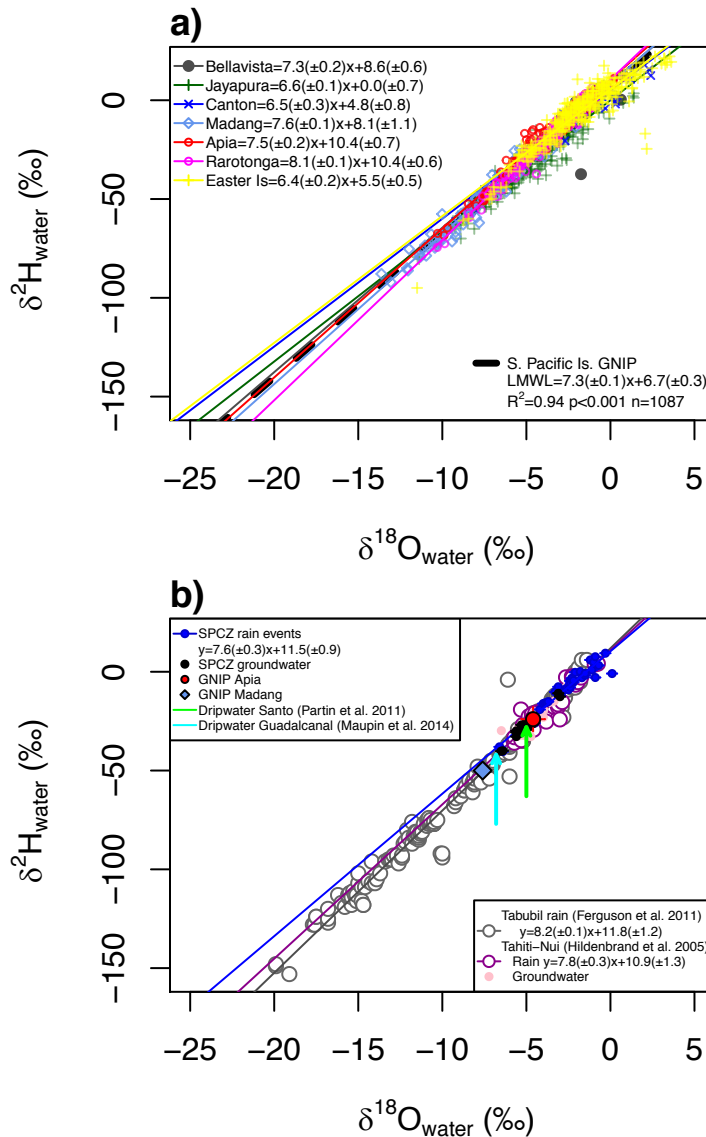 a)
Bellavista=7.3(±0.2)x+8.6(±0.6)
Jayapura=6.6(±0.1)x+0.0(±0.7)
Canton=6.5(±0.3)x+4.8(±0.8)
Madang=7.6(±0.1)x+8.1(±1.1)
Apia=7.5(±0.2)x+10.4(±0.7)
Rarotonga=8.1(±0.1)x+10.4(±0.6)
Easter Is=6.4(±0.2)x+5.5(±0.5)
S. Pacific Is. GNIP
LMWL=7.3(±0.1)x+6.7(±0.3)
R²=0.94 p<0.001 n=1087
0
−50
−100
−150
δ²Hwater (‰)
−25 −20 −15 −10 −5 0 5
δ¹⁸Owater (‰)
b)
SPCZ rain events
y=7.6(±0.3)x+11.5(±0.9)
SPCZ groundwater
GNIP Apia
GNIP Madang
Dripwater Santo (Partin et al. 2011)
Dripwater Guadalcanal (Maupin et al. 2014)
Tabubil rain (Ferguson et al. 2011)
y=8.2(±0.1)x+11.8(±1.2)
Tahiti−Nui (Hildenbrand et al. 2005)
Rain y=7.8(±0.3)x+10.9(±1.3)
Groundwater
0
−50
−100
−150
δ²Hwater (‰)
−25 −20 −15 −10 −5 0 5
δ¹⁸Owater (‰)